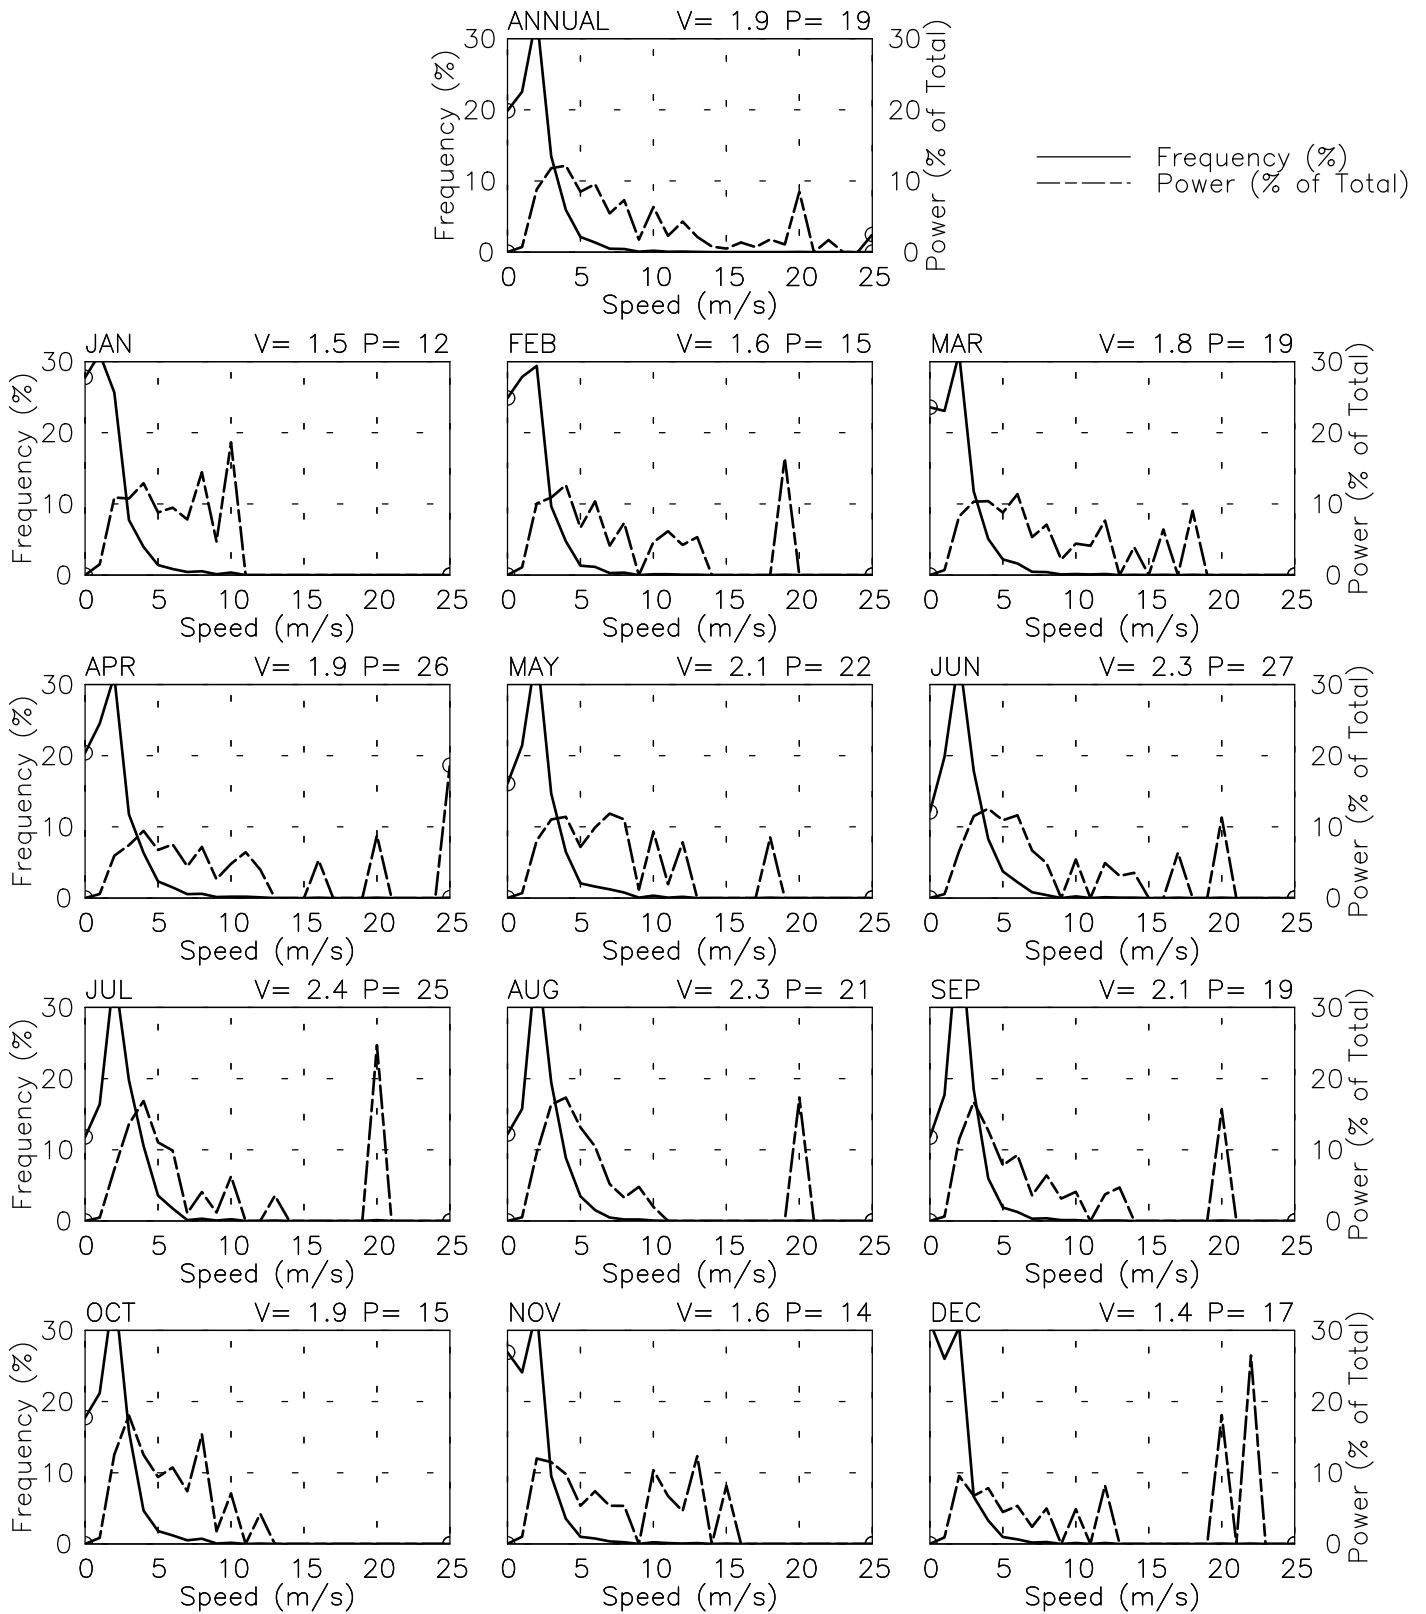 ANNUAL V= 1.9 P= 19
30 30
20 20
10 10
0 0
Frequency (%)
Power (% of Total)
0 5 10 15 20 25
Speed (m/s)
Frequency (%)
Power (% of Total)
JAN V= 1.5 P= 12
30
20
10
0
Frequency (%)
0 5 10 15 20 25
Speed (m/s)
FEB V= 1.6 P= 15
0 5 10 15 20 25
Speed (m/s)
MAR V= 1.8 P= 19
30
20
10
0
Power (% of Total)
0 5 10 15 20 25
Speed (m/s)
APR V= 1.9 P= 26
30
20
10
0
Frequency (%)
0 5 10 15 20 25
Speed (m/s)
MAY V= 2.1 P= 22
0 5 10 15 20 25
Speed (m/s)
JUN V= 2.3 P= 27
30
20
10
0
Power (% of Total)
0 5 10 15 20 25
Speed (m/s)
JUL V= 2.4 P= 25
30
20
10
0
Frequency (%)
0 5 10 15 20 25
Speed (m/s)
AUG V= 2.3 P= 21
0 5 10 15 20 25
Speed (m/s)
SEP V= 2.1 P= 19
30
20
10
0
Power (% of Total)
0 5 10 15 20 25
Speed (m/s)
OCT V= 1.9 P= 15
30
20
10
0
Frequency (%)
0 5 10 15 20 25
Speed (m/s)
NOV V= 1.6 P= 14
0 5 10 15 20 25
Speed (m/s)
DEC V= 1.4 P= 17
30
20
10
0
Power (% of Total)
0 5 10 15 20 25
Speed (m/s)